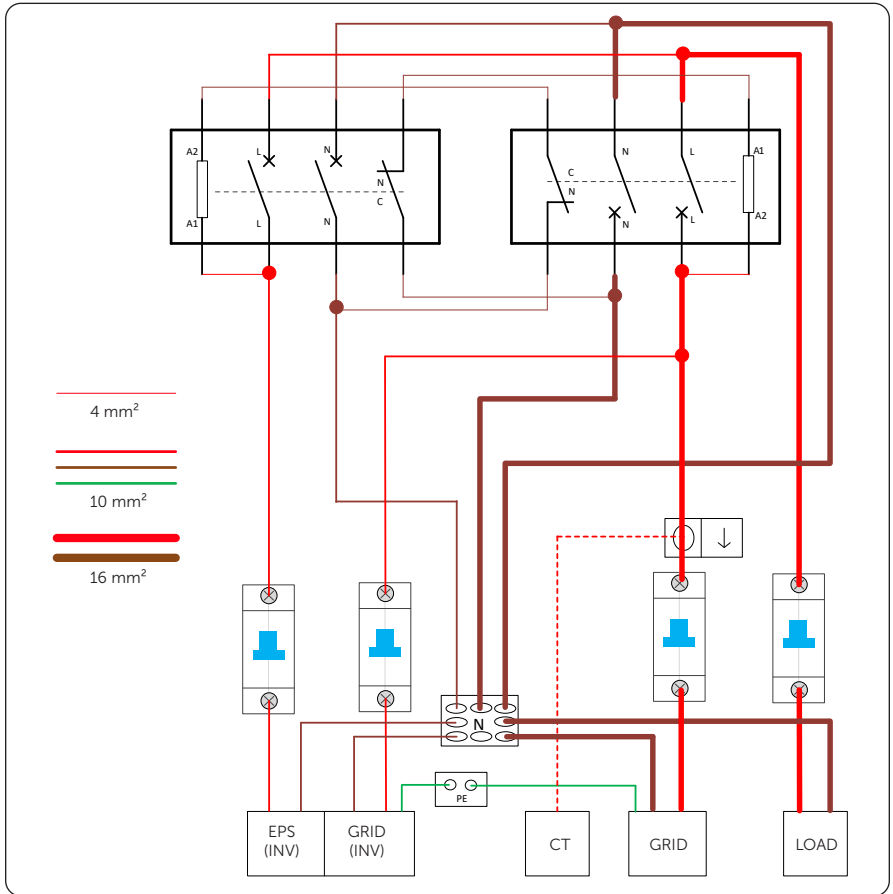 A2
L
N
N
C
A1
L
N
C
N
N
L
A1
N
L
A2
4 mm²
10 mm²
16 mm²
N
PE
EPS
(INV)
GRID
(INV)
CT
GRID
LOAD